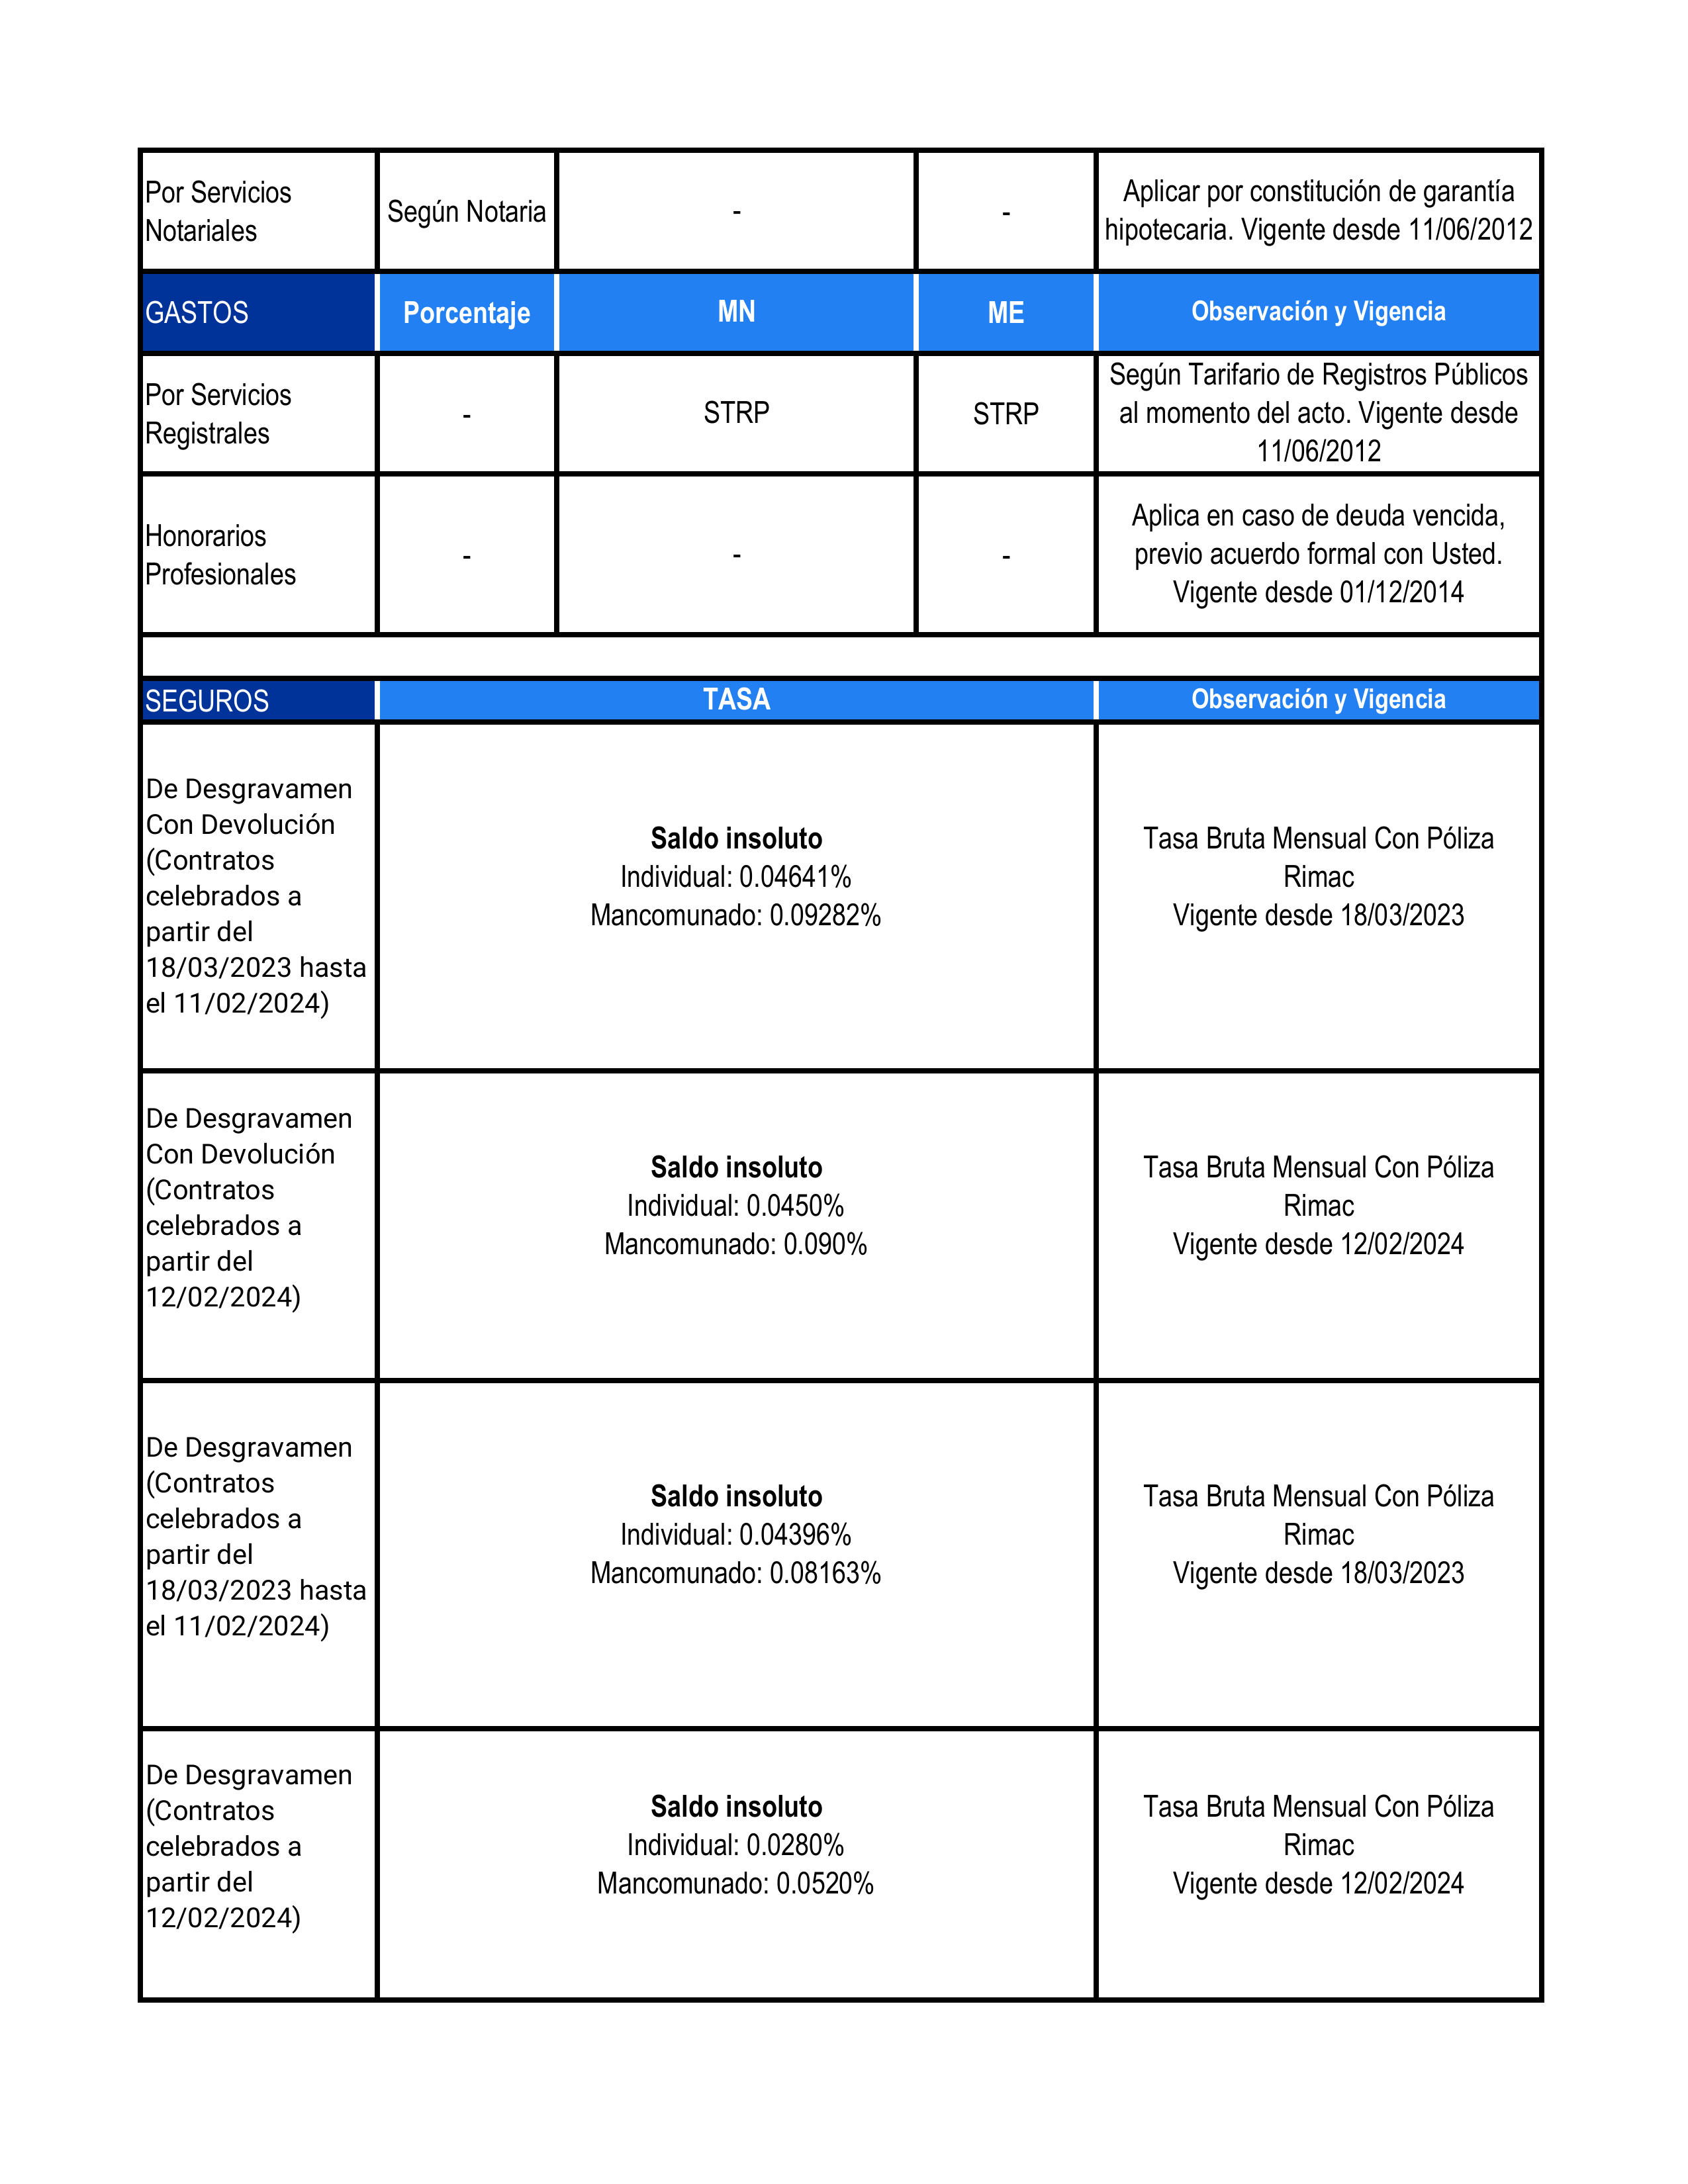 Por Servicios
Notariales
Según Notaria
-
-
Aplicar por constitución de garantía
hipotecaria. Vigente desde 11/06/2012
GASTOS
Porcentaje
MN
ME
Observación y Vigencia
Por Servicios
Registrales
-
STRP
STRP
Según Tarifario de Registros Públicos
al momento del acto. Vigente desde
11/06/2012
Honorarios
Profesionales
-
-
-
Aplica en caso de deuda vencida,
previo acuerdo formal con Usted.
Vigente desde 01/12/2014
SEGUROS
TASA
Observación y Vigencia
De Desgravamen
Con Devolución
(Contratos
celebrados a
partir del
18/03/2023 hasta
el 11/02/2024)
Saldo insoluto
Individual: 0.04641%
Mancomunado: 0.09282%
Tasa Bruta Mensual Con Póliza
Rimac
Vigente desde 18/03/2023
De Desgravamen
Con Devolución
(Contratos
celebrados a
partir del
12/02/2024)
Saldo insoluto
Individual: 0.0450%
Mancomunado: 0.090%
Tasa Bruta Mensual Con Póliza
Rimac
Vigente desde 12/02/2024
De Desgravamen
(Contratos
celebrados a
partir del
18/03/2023 hasta
el 11/02/2024)
Saldo insoluto
Individual: 0.04396%
Mancomunado: 0.08163%
Tasa Bruta Mensual Con Póliza
Rimac
Vigente desde 18/03/2023
De Desgravamen
(Contratos
celebrados a
partir del
12/02/2024)
Saldo insoluto
Individual: 0.0280%
Mancomunado: 0.0520%
Tasa Bruta Mensual Con Póliza
Rimac
Vigente desde 12/02/2024